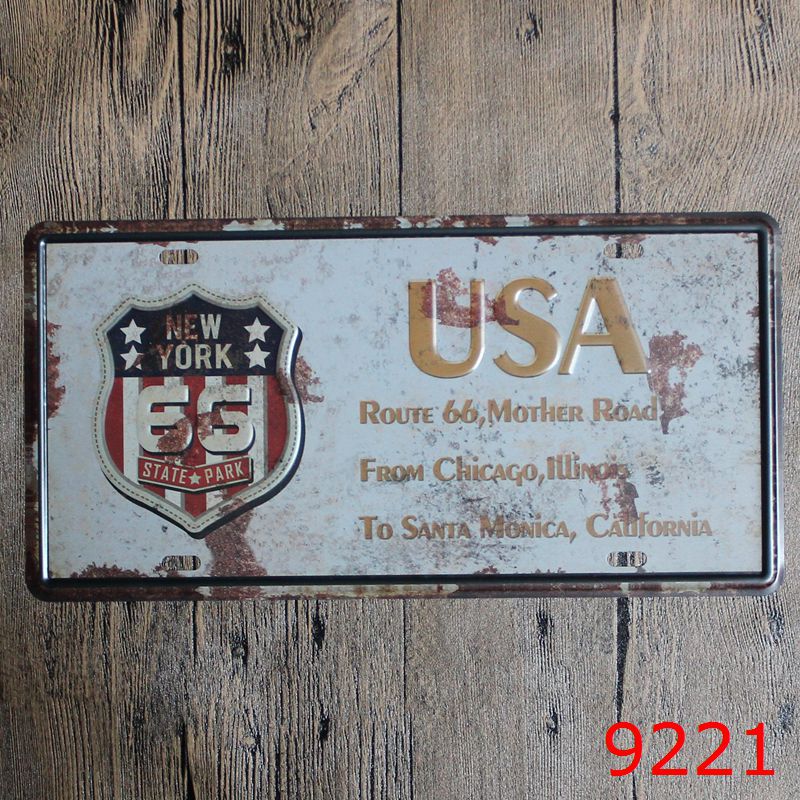 NEW
YORK
66
STATE★PARK
USA
ROUTE 66,MOTHER ROAD
FROM CHICAGO,ILLINOIS
TO SANTA MONICA, CALIFORNIA
9221